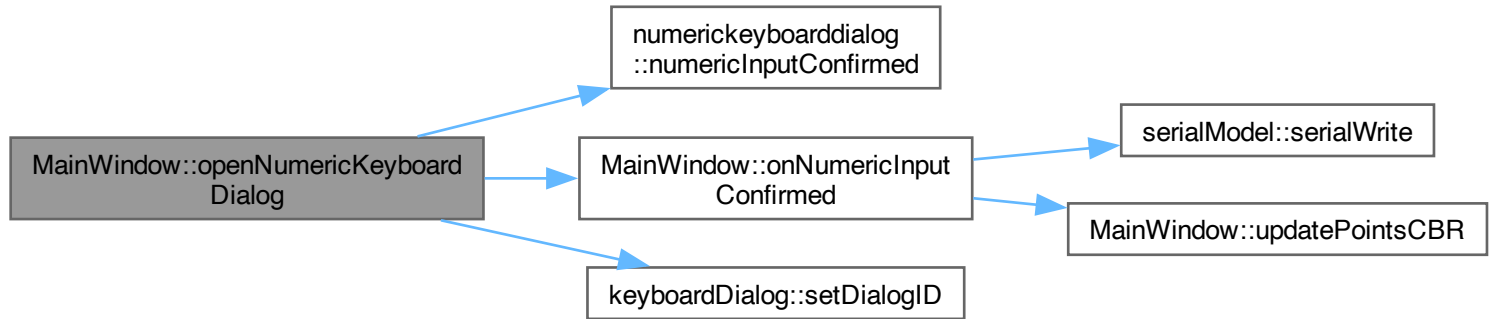 numerickeyboarddialog
::numericInputConfirmed
MainWindow::openNumericKeyboard
Dialog
MainWindow::onNumericInput
Confirmed
serialModel::serialWrite
MainWindow::updatePointsCBR
keyboardDialog::setDialogID